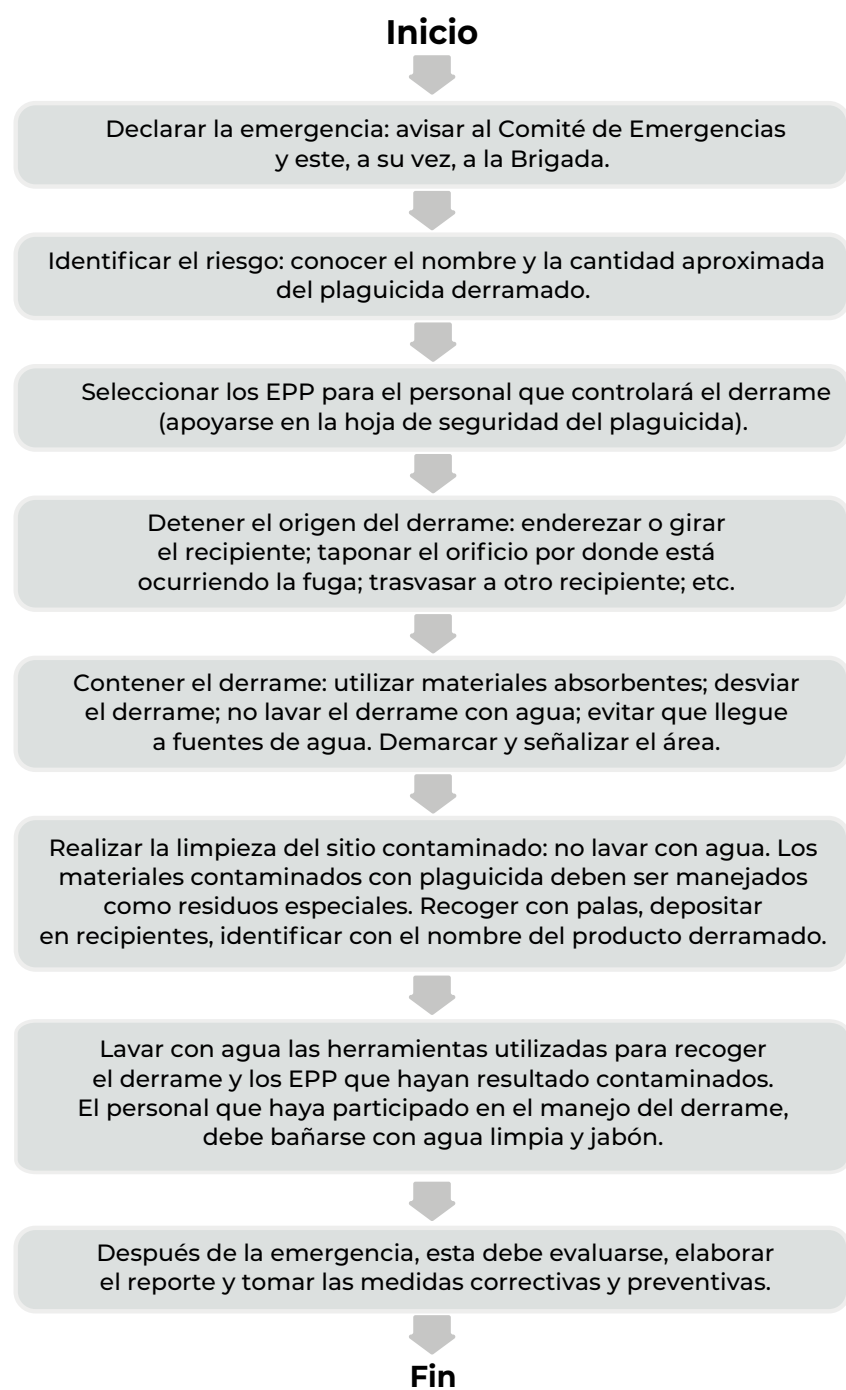 Inicio
Declarar la emergencia: avisar al Comité de Emergencias
y este, a su vez, a la Brigada.
Identificar el riesgo: conocer el nombre y la cantidad aproximada
del plaguicida derramado.
Seleccionar los EPP para el personal que controlará el derrame
(apoyarse en la hoja de seguridad del plaguicida).
Detener el origen del derrame: enderezar o girar
el recipiente; taponar el orificio por donde está
ocurriendo la fuga; trasvasar a otro recipiente; etc.
Contener el derrame: utilizar materiales absorbentes; desviar
el derrame; no lavar el derrame con agua; evitar que llegue
a fuentes de agua. Demarcar y señalizar el área.
Realizar la limpieza del sitio contaminado: no lavar con agua. Los
materiales contaminados con plaguicida deben ser manejados
como residuos especiales. Recoger con palas, depositar
en recipientes, identificar con el nombre del producto derramado.
Lavar con agua las herramientas utilizadas para recoger
el derrame y los EPP que hayan resultado contaminados.
El personal que haya participado en el manejo del derrame,
debe bañarse con agua limpia y jabón.
Después de la emergencia, esta debe evaluarse, elaborar
el reporte y tomar las medidas correctivas y preventivas.
Fin